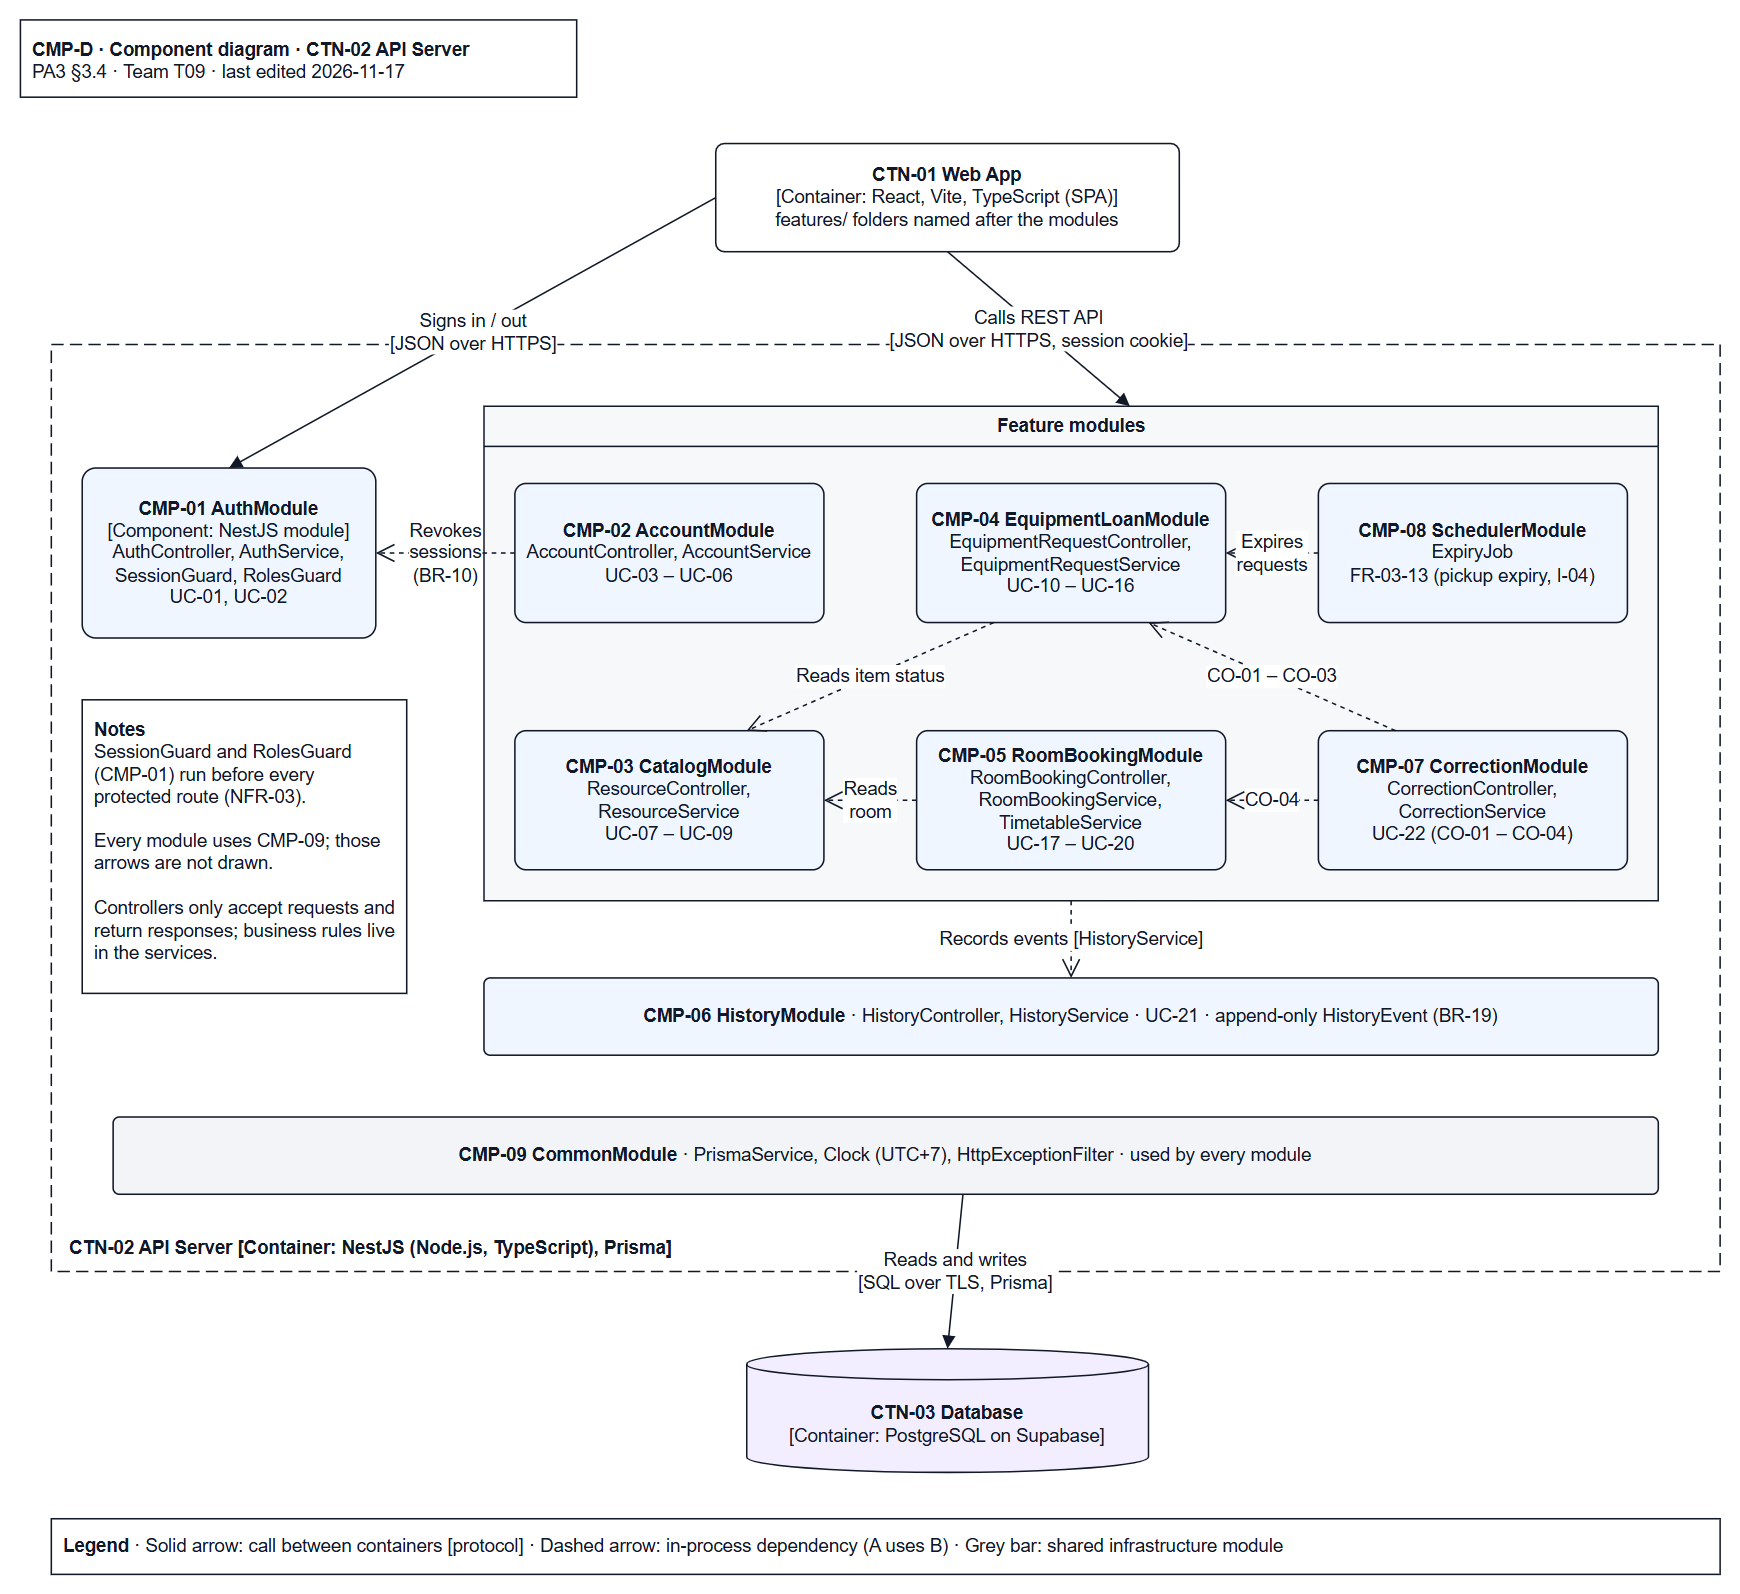 CMP-D · Component diagram · CTN-02 API Server
PA3 §3.4 · Team T09 · last edited 2026-11-17
CTN-01 Web App
[Container: React, Vite, TypeScript (SPA)]
features/ folders named after the modules
Signs in / out
[JSON over HTTPS]
Calls REST API
[JSON over HTTPS, session cookie]
Feature modules
CMP-01 AuthModule
[Component: NestJS module]
AuthController, AuthService,
SessionGuard, RolesGuard
UC-01, UC-02
Revokes
sessions
(BR-10)
CMP-02 AccountModule
AccountController, AccountService
UC-03 – UC-06
CMP-04 EquipmentLoanModule
EquipmentRequestController,
EquipmentRequestService
UC-10 – UC-16
Expires
requests
CMP-08 SchedulerModule
ExpiryJob
FR-03-13 (pickup expiry, I-04)
Reads item status
CO-01 – CO-03
Notes
SessionGuard and RolesGuard
(CMP-01) run before every
protected route (NFR-03).
Every module uses CMP-09; those
arrows are not drawn.
Controllers only accept requests and
return responses; business rules live
in the services.
CMP-03 CatalogModule
ResourceController,
ResourceService
UC-07 – UC-09
Reads
room
CMP-05 RoomBookingModule
RoomBookingController,
RoomBookingService,
TimetableService
UC-17 – UC-20
CO-04
CMP-07 CorrectionModule
CorrectionController,
CorrectionService
UC-22 (CO-01 – CO-04)
Records events [HistoryService]
CMP-06 HistoryModule · HistoryController, HistoryService · UC-21 · append-only HistoryEvent (BR-19)
CMP-09 CommonModule · PrismaService, Clock (UTC+7), HttpExceptionFilter · used by every module
CTN-02 API Server [Container: NestJS (Node.js, TypeScript), Prisma]
Reads and writes
[SQL over TLS, Prisma]
CTN-03 Database
[Container: PostgreSQL on Supabase]
Legend · Solid arrow: call between containers [protocol] · Dashed arrow: in-process dependency (A uses B) · Grey bar: shared infrastructure module